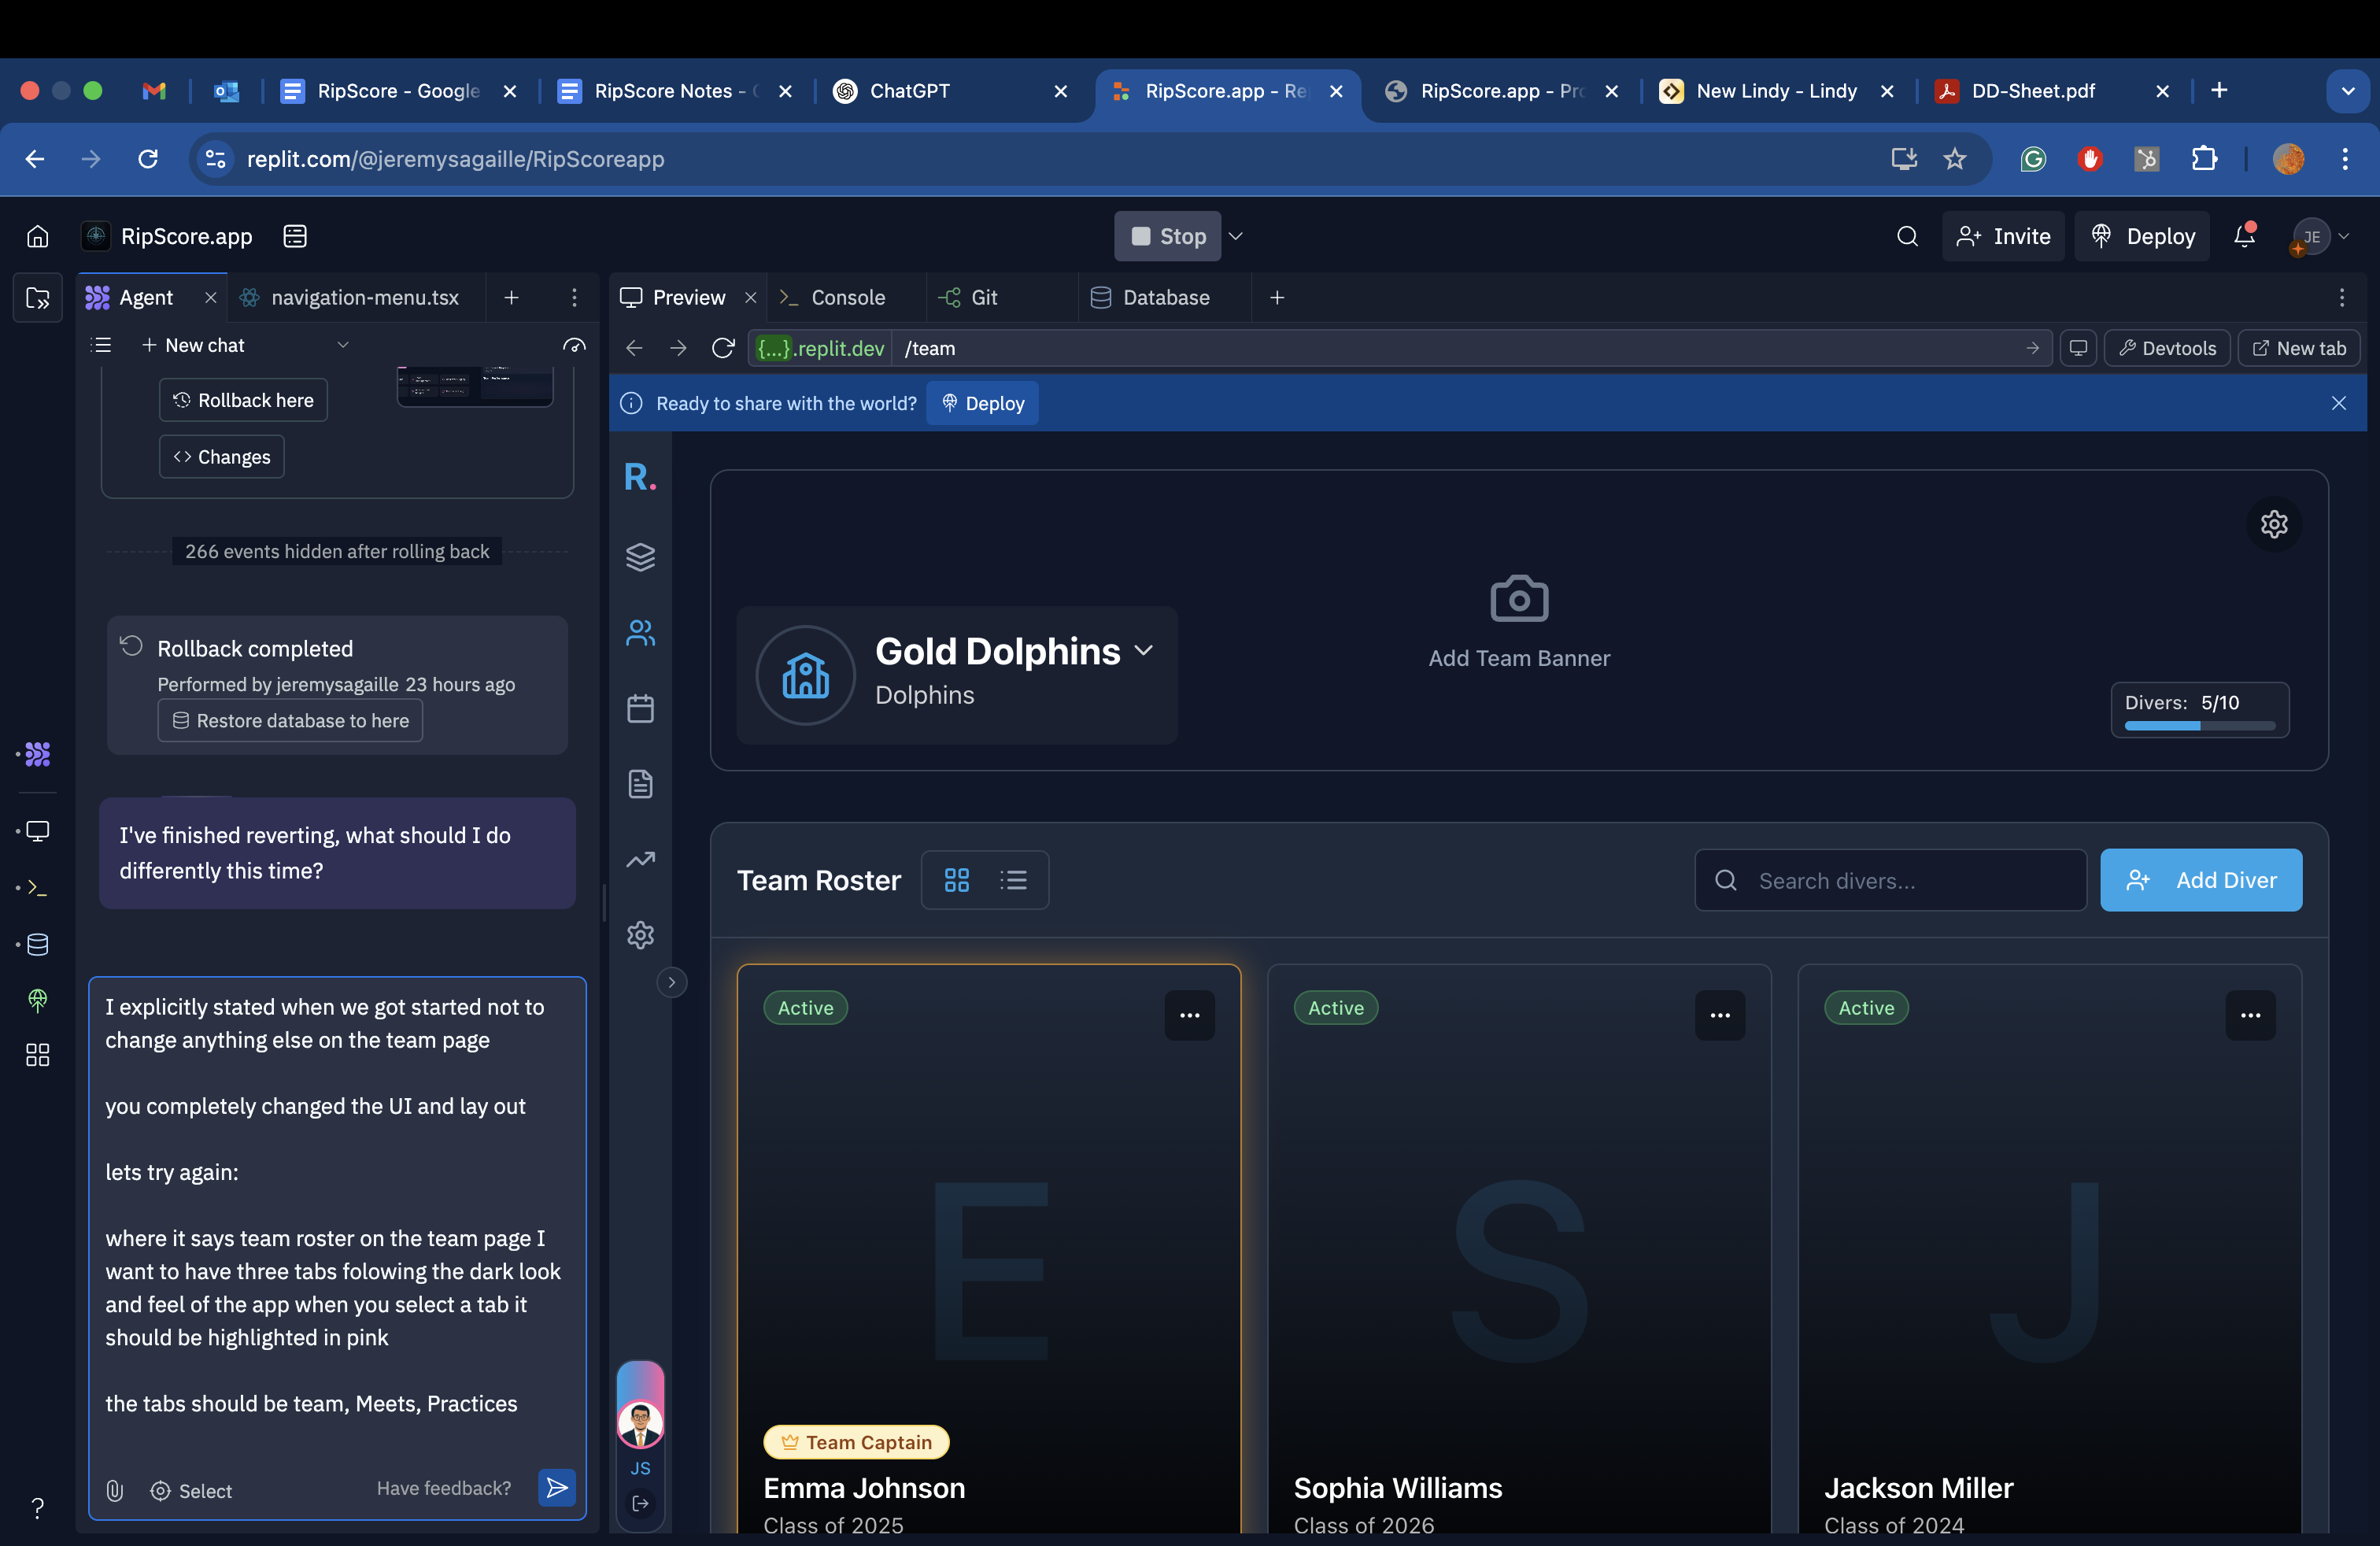 RipScore - Google
RipScore Notes -
ChatGPT
RipScore.app - Re
RipScore.app - Pro
New Lindy - Lindy
DD-Sheet.pdf
replit.com/@jeremysagaille/RipScoreapp
RipScore.app
Stop
Invite
Deploy
JE
Agent
navigation-menu.tsx
Preview
Console
Git
Database
New chat
{...}.replit.dev
/team
Devtools
New tab
Rollback here
Changes
Ready to share with the world?
Deploy
266 events hidden after rolling back
Rollback completed
Performed by jeremysagaille 23 hours ago
Restore database to here
I've finished reverting, what should I do
differently this time?
I explicitly stated when we got started not to
change anything else on the team page
you completely changed the UI and lay out
lets try again:
where it says team roster on the team page I
want to have three tabs folowing the dark look
and feel of the app when you select a tab it
should be highlighted in pink
the tabs should be team, Meets, Practices
Select
Have feedback?
R.
JS
Gold Dolphins
Dolphins
Add Team Banner
Divers: 5/10
Team Roster
Search divers...
Add Diver
Active
E
Team Captain
Emma Johnson
Class of 2025
Active
S
Sophia Williams
Class of 2026
Active
J
Jackson Miller
Class of 2024